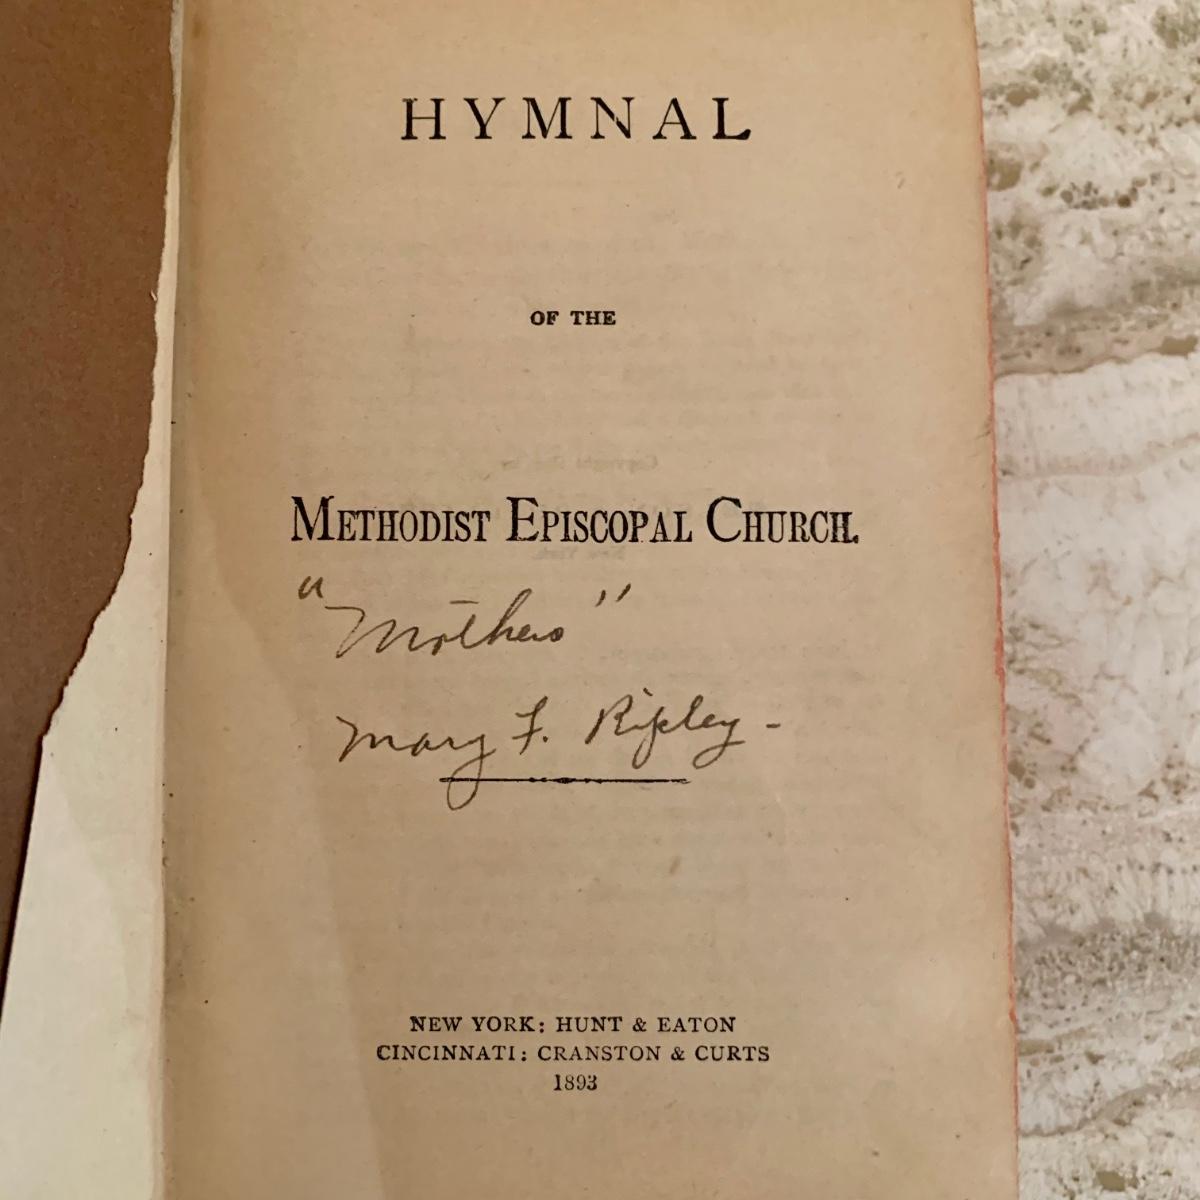 HYMNAL
OF THE
METHODIST EPISCOPAL CHURCH.
"Mothers"
Mary F. Ripley -
NEW YORK: HUNT & EATON
CINCINNATI: CRANSTON & CURTS
1893